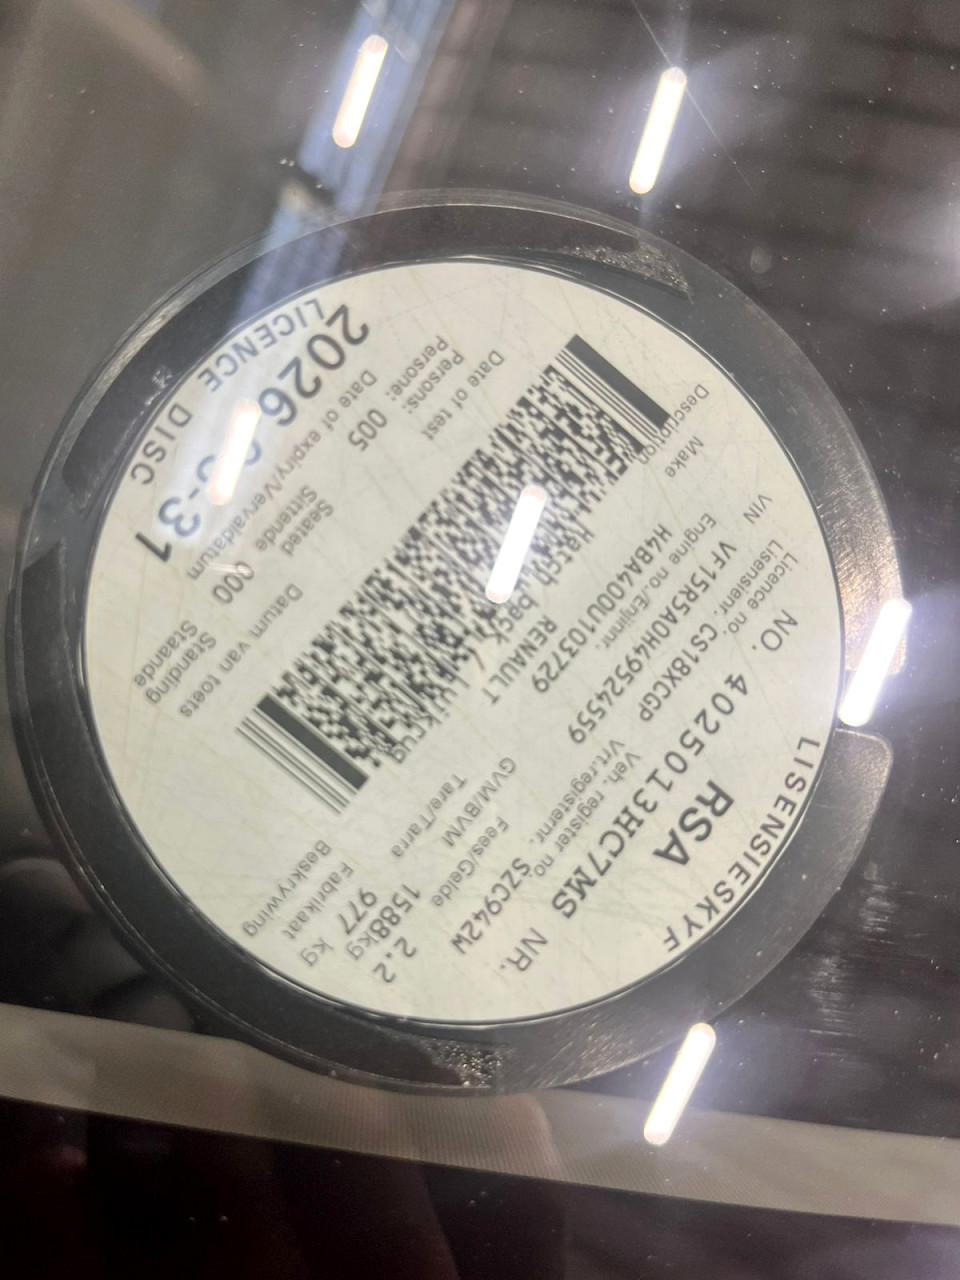 RSA
LISENSIESKYF
NO. 4025013HC7MS NR.
Licence no. Veh. register no
Lisensienr. CS18XCGP Vrt.registernr. SZC942W
VIN VF15R5A0H49524559 Fees/Gelde 2.2
Engine no./Enjinnr. GVM/BVM 1588kg
H4BA400U103729 Tare/Tarra 977 kg
Make RENAULT Fabrikaat
Description Hatch back Beskrywing
Date of test Datum van toets
Persons: Seated Standing
Persone: 005 Sittende 000 Staande
Date of expiry/Vervaldatum
LICENCE DISC